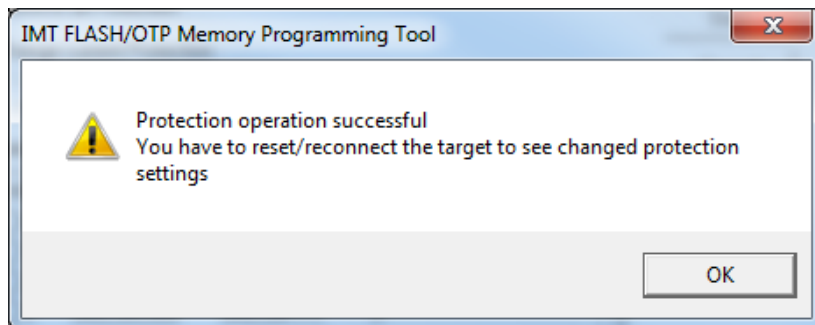 IMT FLASH/OTP Memory Programming Tool
Protection operation successful
You have to reset/reconnect the target to see changed protection
settings
OK